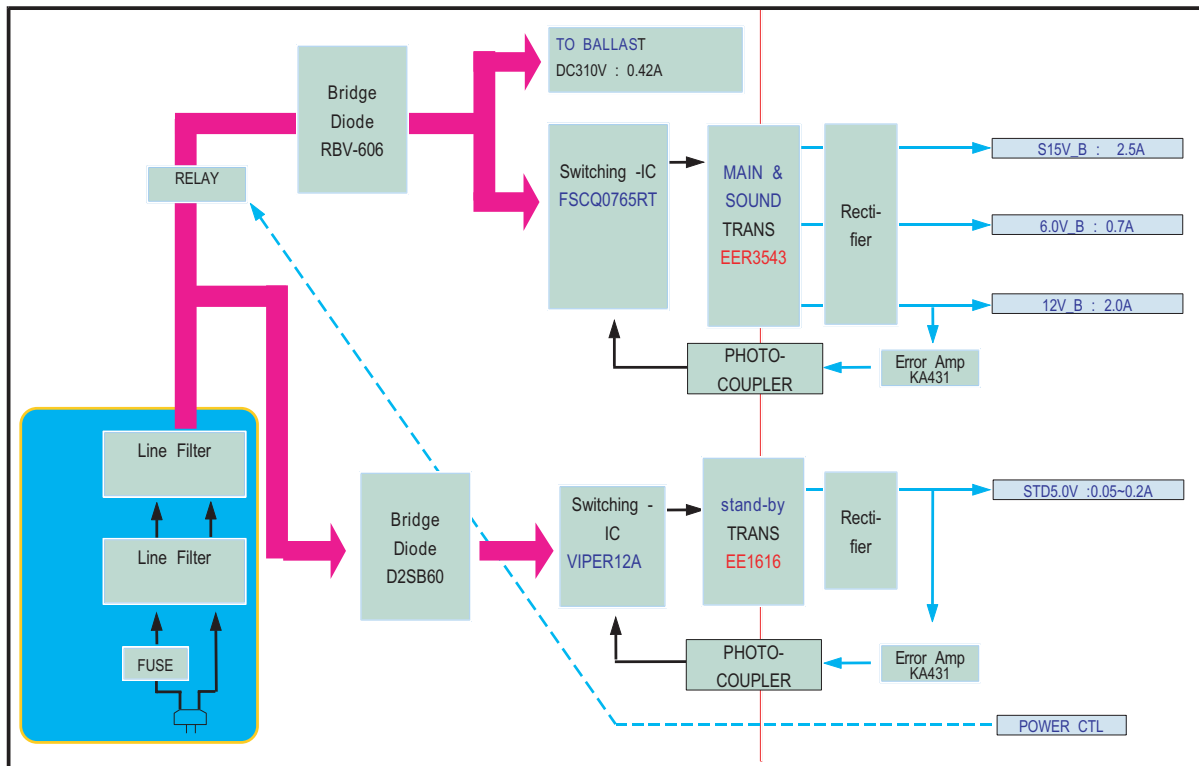 TO BALLAST
DC310V : 0.42A
Bridge
Diode
RBV-606
RELAY
Switching -IC
FSCQ0765RT
MAIN &
SOUND
TRANS
EER3543
Recti-
fier
S15V_B : 2.5A
6.0V_B : 0.7A
12V_B : 2.0A
PHOTO-
COUPLER
Error Amp
KA431
Line Filter
Line Filter
FUSE
Bridge
Diode
D2SB60
Switching -
IC
VIPER12A
stand-by
TRANS
EE1616
Recti-
fier
STD5.0V :0.05~0.2A
PHOTO-
COUPLER
Error Amp
KA431
POWER CTL